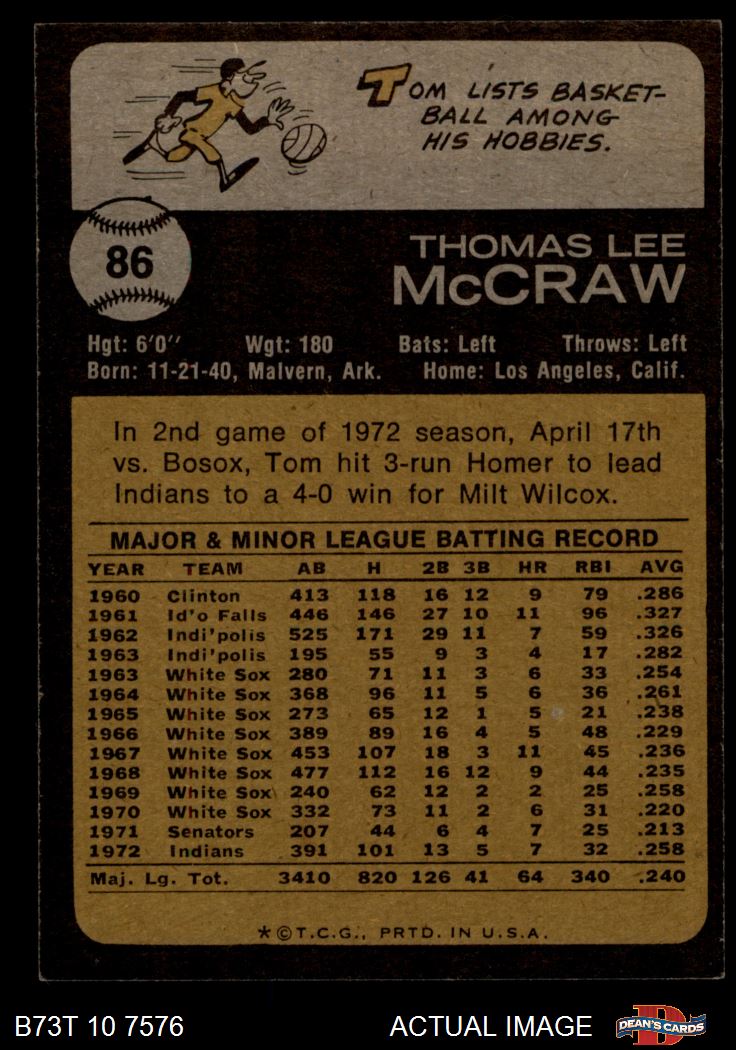 TOM LISTS BASKET-
BALL AMONG
HIS HOBBIES.
86
THOMAS LEE
McCRAW
Hgt: 6'0'' Wgt: 180 Bats: Left Throws: Left
Born: 11-21-40, Malvern, Ark. Home: Los Angeles, Calif.
In 2nd game of 1972 season, April 17th
vs. Bosox, Tom hit 3-run Homer to lead
Indians to a 4-0 win for Milt Wilcox.
MAJOR & MINOR LEAGUE BATTING RECORD
YEAR TEAM AB H 2B 3B HR RBI AVG
1960 Clinton 413 118 16 12 9 79 .286
1961 Id'o Falls 446 146 27 10 11 96 .327
1962 Indi'polis 525 171 29 11 7 59 .326
1963 Indi'polis 195 55 9 3 4 17 .282
1963 White Sox 280 71 11 3 6 33 .254
1964 White Sox 368 96 11 5 6 36 .261
1965 White Sox 273 65 12 1 5 21 .238
1966 White Sox 389 89 16 4 5 48 .229
1967 White Sox 453 107 18 3 11 45 .236
1968 White Sox 477 112 16 12 9 44 .235
1969 White Sox 240 62 12 2 2 25 .258
1970 White Sox 332 73 11 2 6 31 .220
1971 Senators 207 44 6 4 7 25 .213
1972 Indians 391 101 13 5 7 32 .258
Maj. Lg. Tot. 3410 820 126 41 64 340 .240
*©T.C.G., PRTD. IN U.S.A.
B73T 10 7576 ACTUAL IMAGE D DEAN'S CARDS